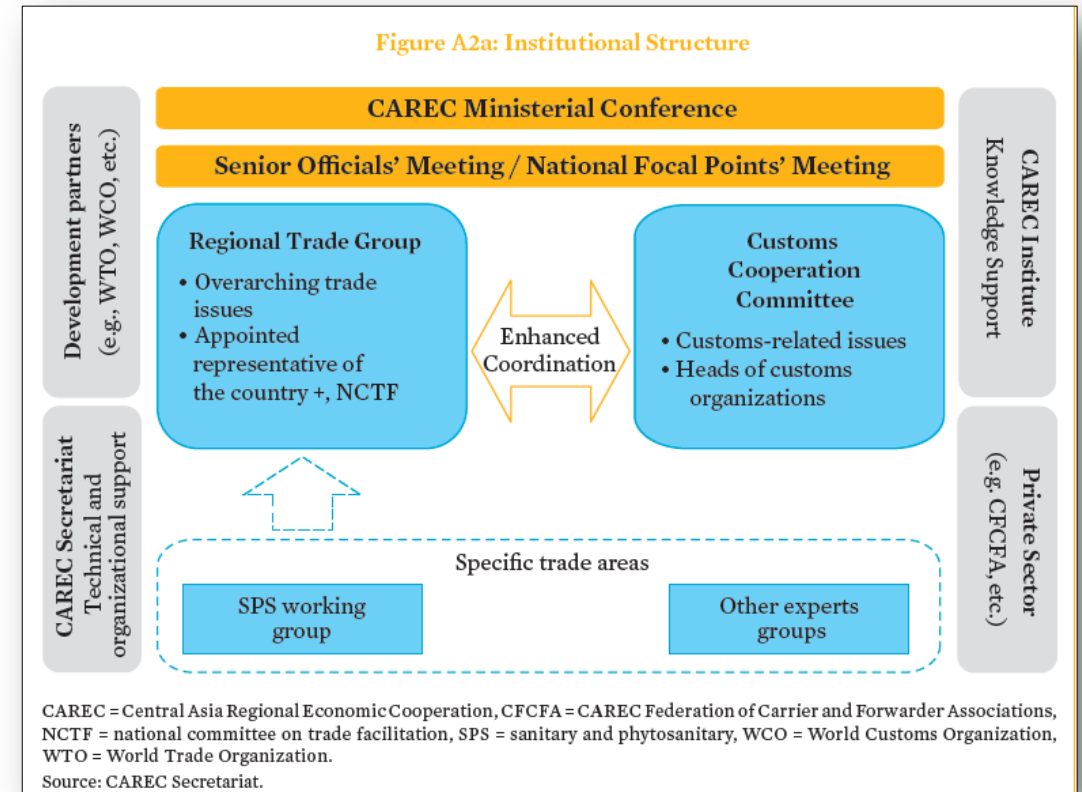 Figure A2a: Institutional Structure
Development partners
(e.g., WTO, WCO, etc.)
CAREC Ministerial Conference
Senior Officials' Meeting / National Focal Points' Meeting
CAREC Institute
Knowledge Support
Regional Trade Group
• Overarching trade
issues
• Appointed
representative of
the country +, NCTF
Enhanced
Coordination
Customs
Cooperation
Committee
• Customs-related issues
• Heads of customs
organizations
CAREC Secretariat
Technical and
organizational support
Private Sector
(e.g. CFCFA, etc.)
Specific trade areas
SPS working
group
Other experts
groups
CAREC = Central Asia Regional Economic Cooperation, CFCFA = CAREC Federation of Carrier and Forwarder Associations,
NCTF = national committee on trade facilitation, SPS = sanitary and phytosanitary, WCO = World Customs Organization,
WTO = World Trade Organization.
Source: CAREC Secretariat.